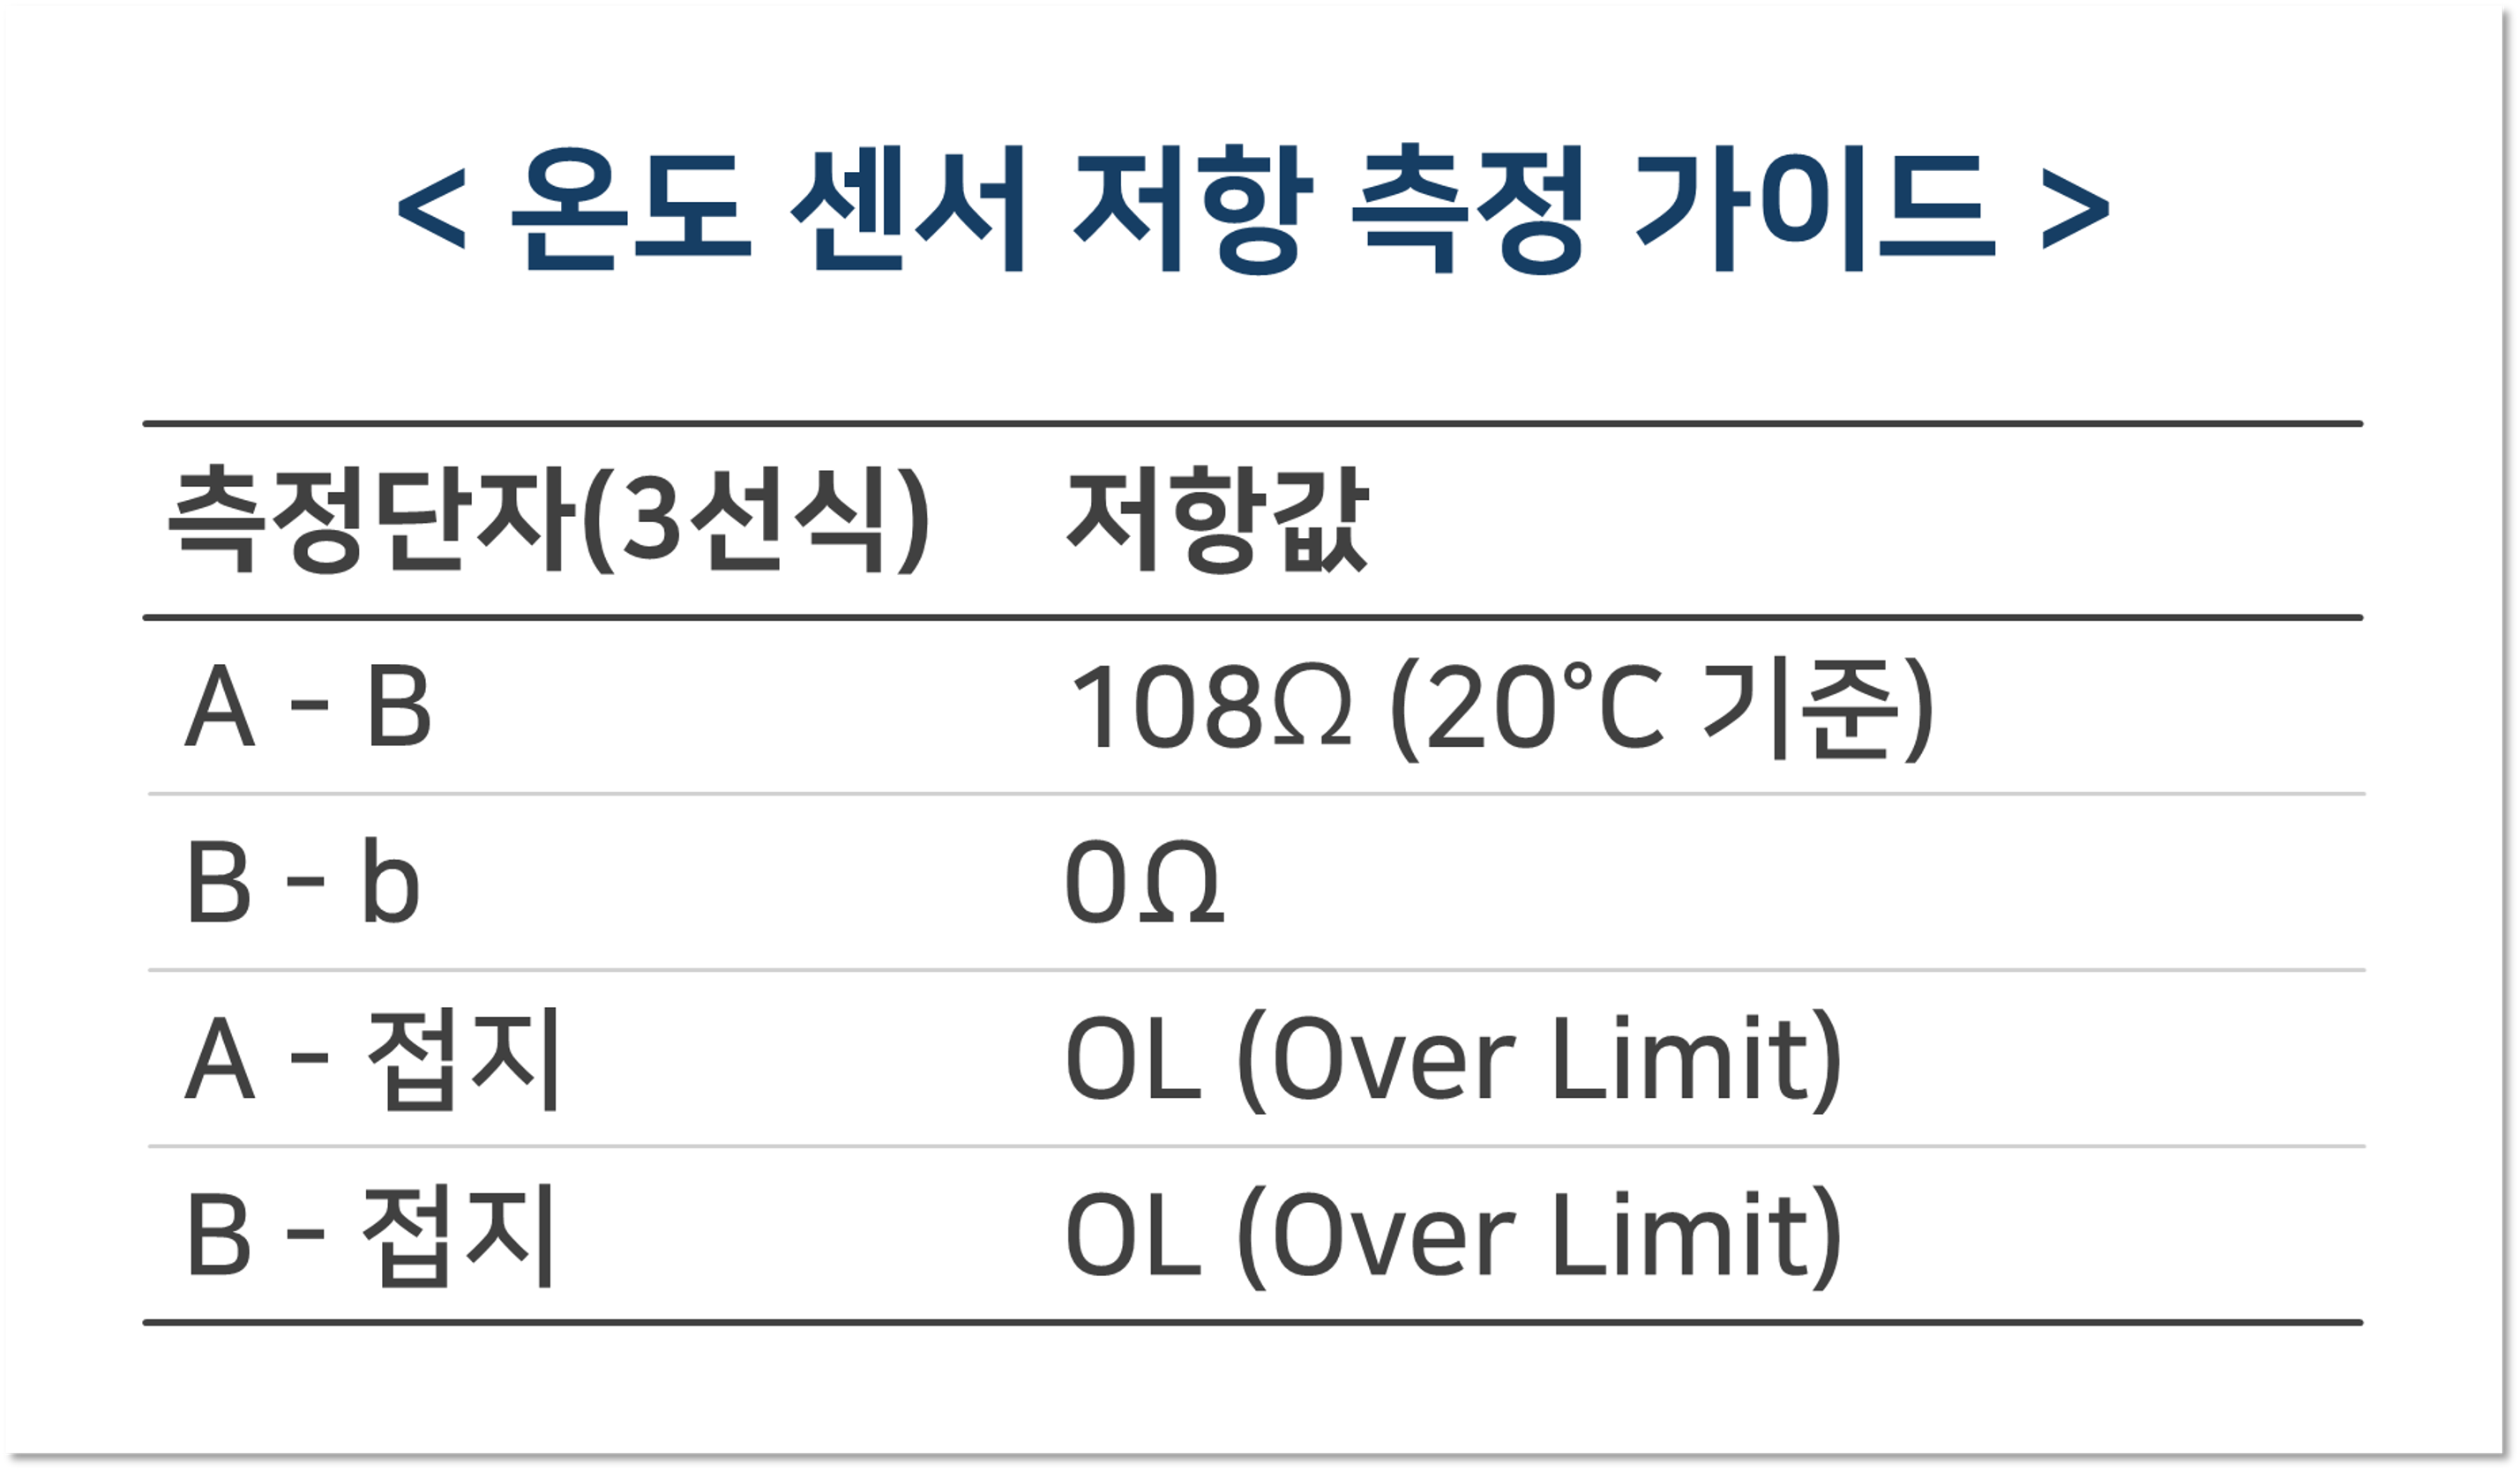 < 온도 센서 저항 측정 가이드 >
측정단자(3선식) 저항값
A - B 108Ω (20°C 기준)
B - b 0Ω
A - 접지 OL (Over Limit)
B - 접지 OL (Over Limit)